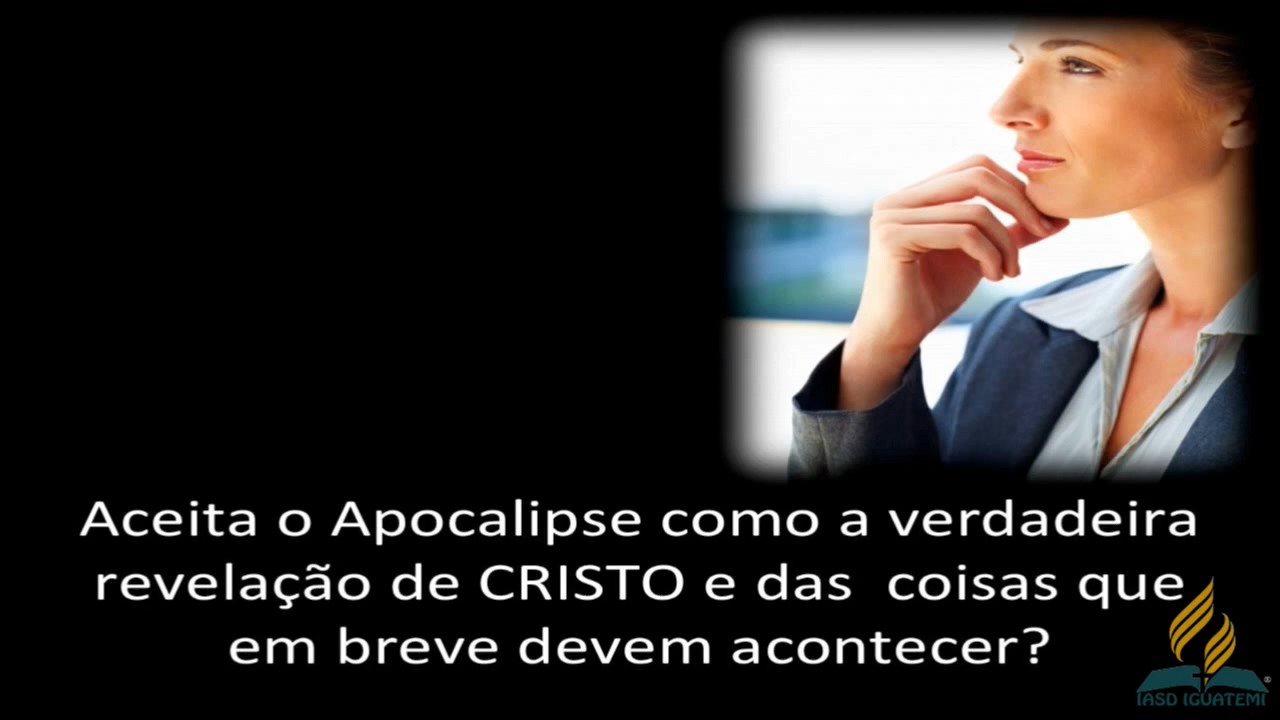 Aceita o Apocalipse como a verdadeira
revelação de CRISTO e das  coisas que
em breve devem acontecer?
IASD IGUATEMI
®